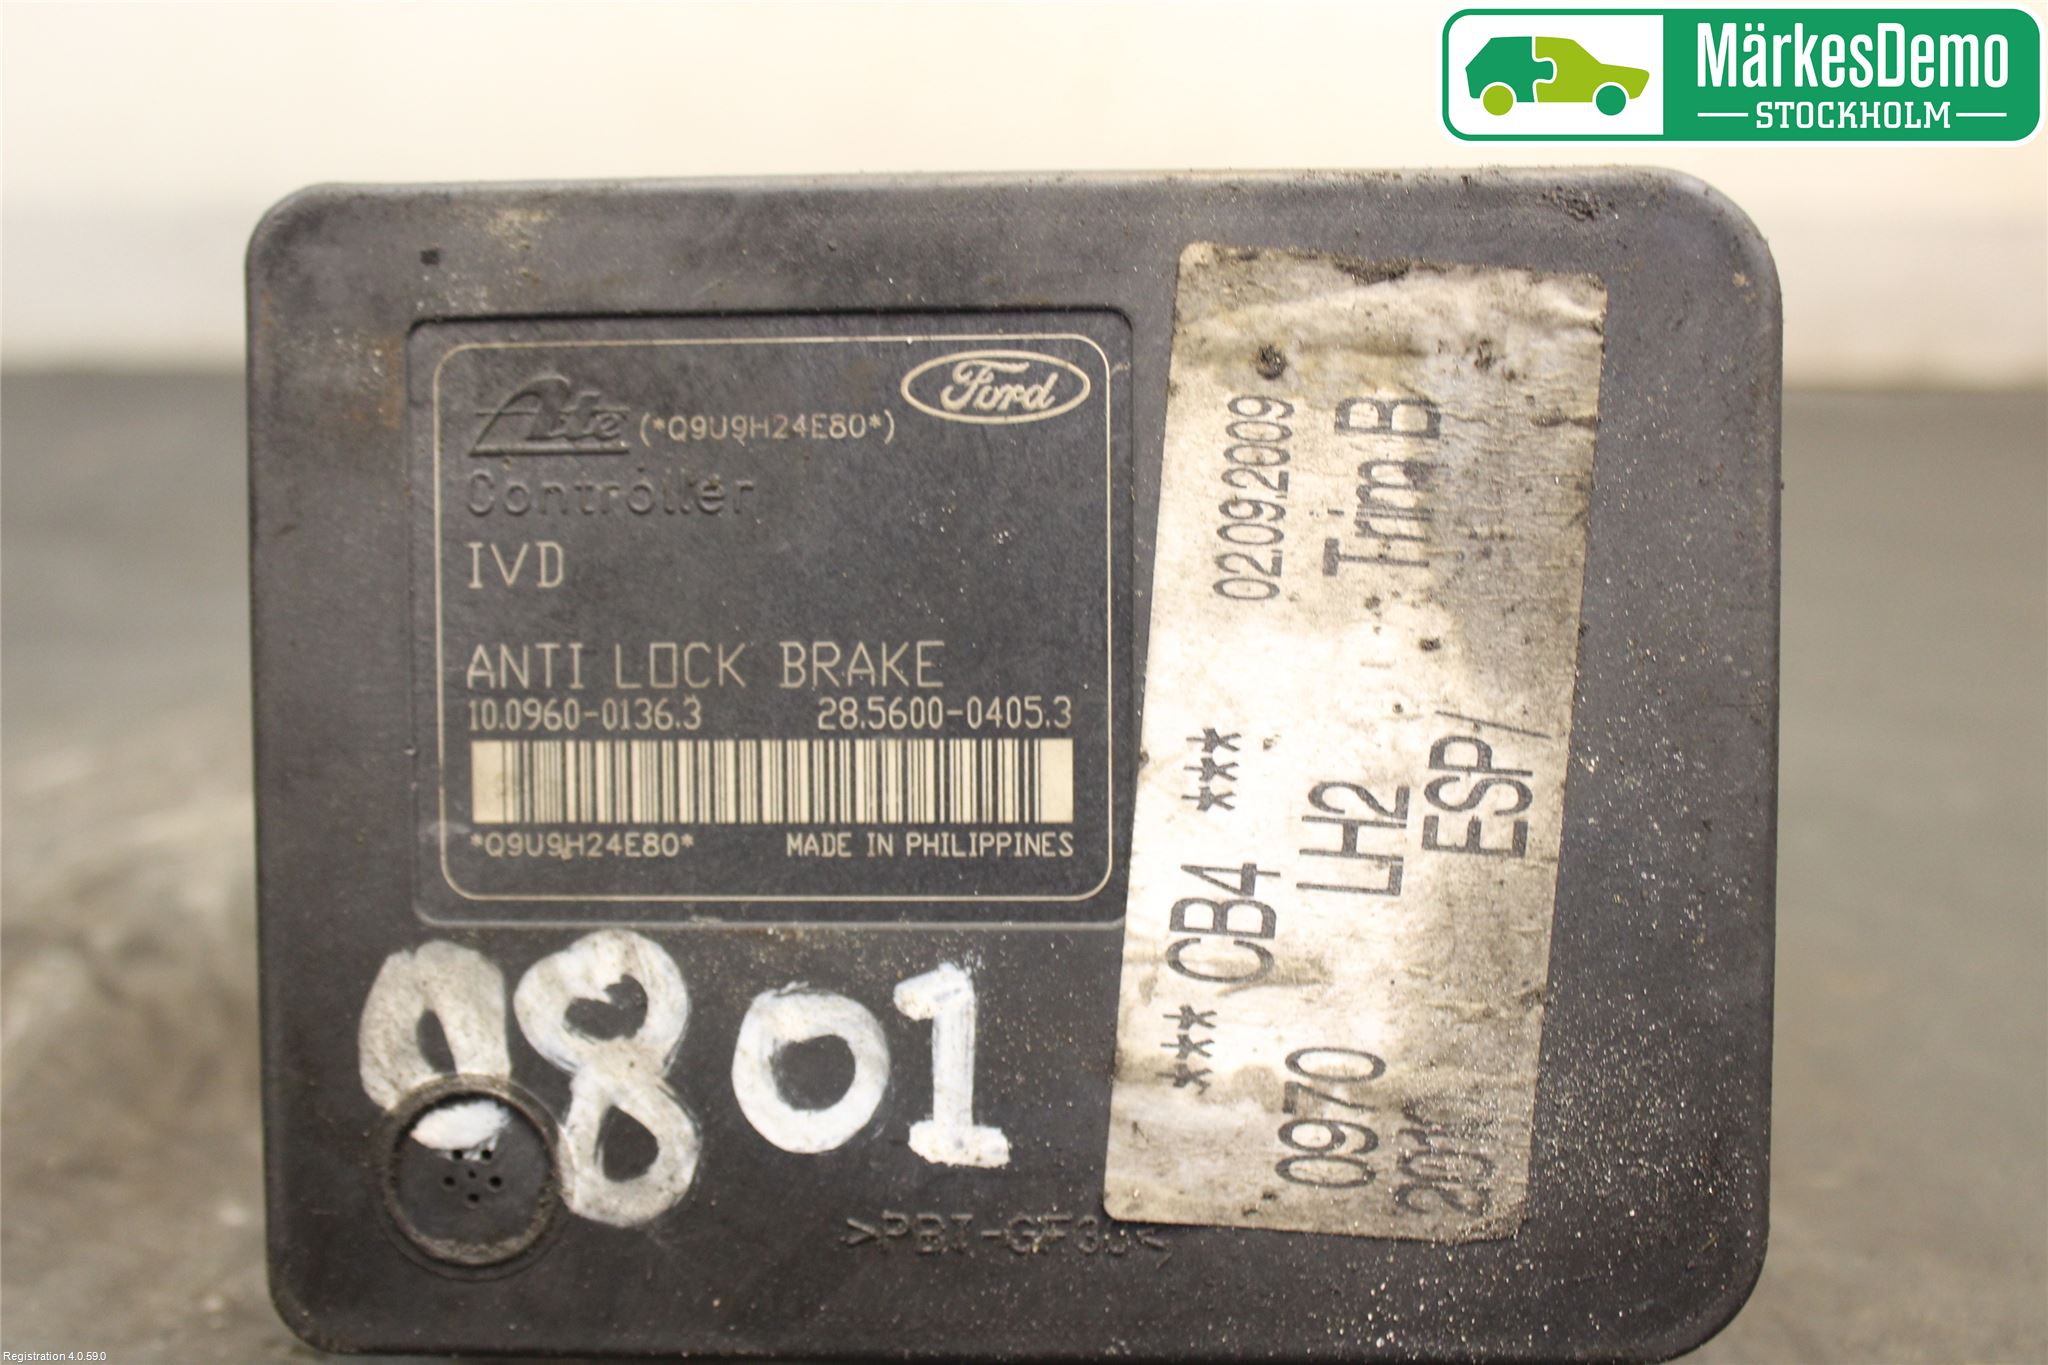 MärkesDemo
STOCKHOLM
Ate (*Q9U9H24E80*)
Ford
Controller
IVD
ANTI LOCK BRAKE
10.0960-0136.3 28.5600-0405.3
*Q9U9H24E80* MADE IN PHILIPPINES
0801
>PBT-GF30<
02.09.2009
*** CB4 ***
0970 LH2 Trim B
ESP/
Registration 4.0.59.0